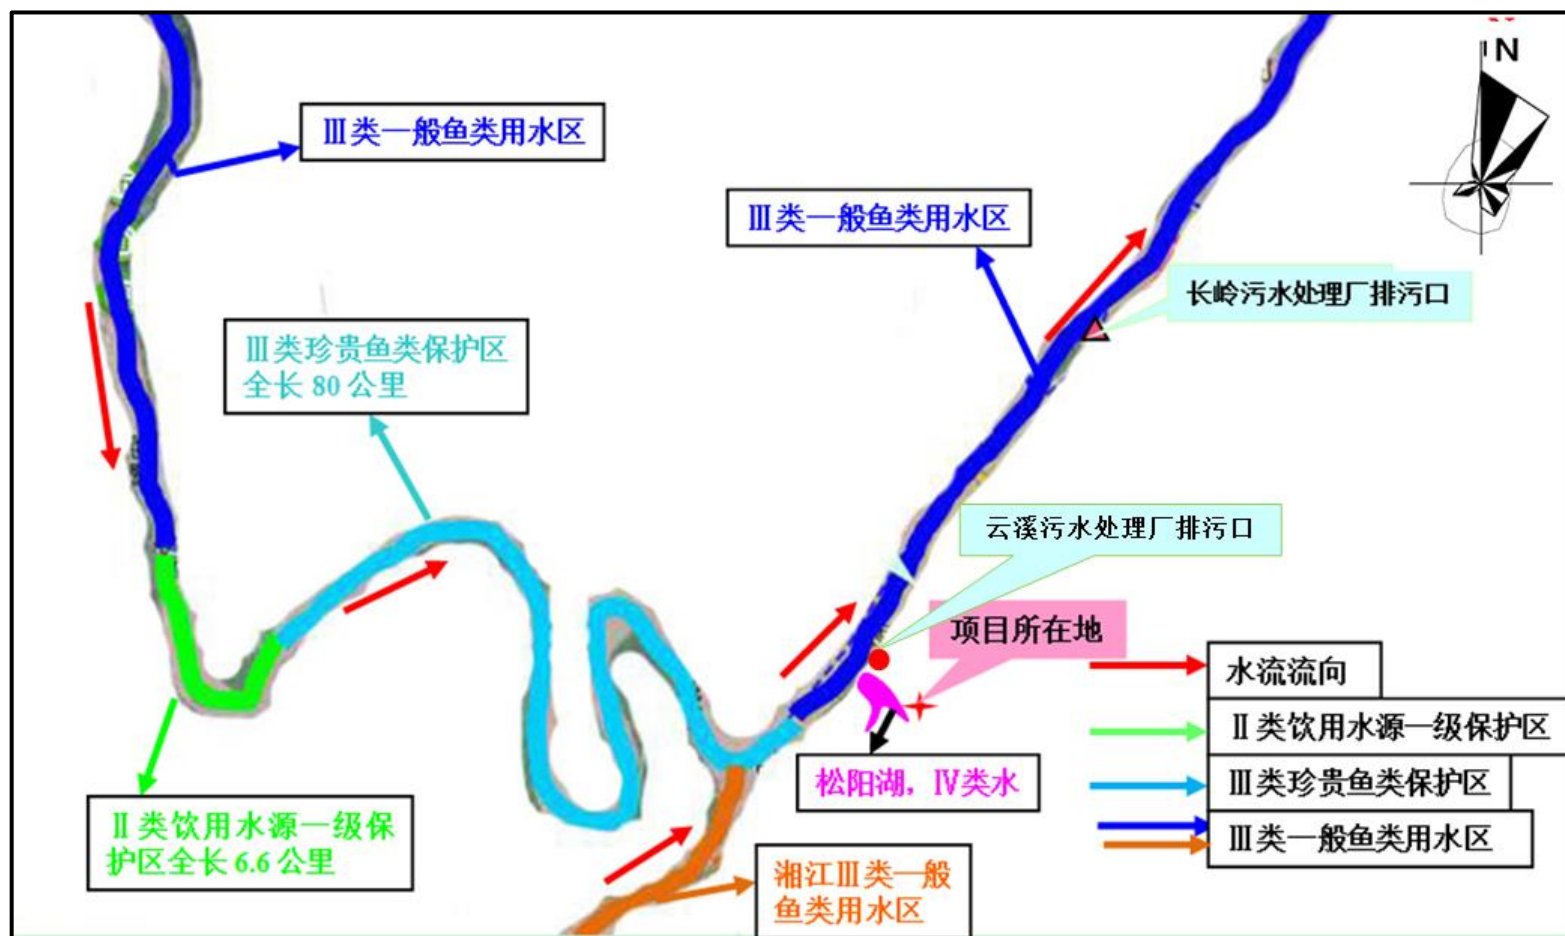 N
Ⅲ类一般鱼类用水区
Ⅲ类一般鱼类用水区
长岭污水处理厂排污口
Ⅲ类珍贵鱼类保护区
全长 80 公里
云溪污水处理厂排污口
项目所在地
水流流向
Ⅱ类饮用水源一级保护区
松阳湖，Ⅳ类水
Ⅲ类珍贵鱼类保护区
Ⅲ类一般鱼类用水区
Ⅱ类饮用水源一级保
护区全长 6.6 公里
湘江Ⅲ类一般
鱼类用水区